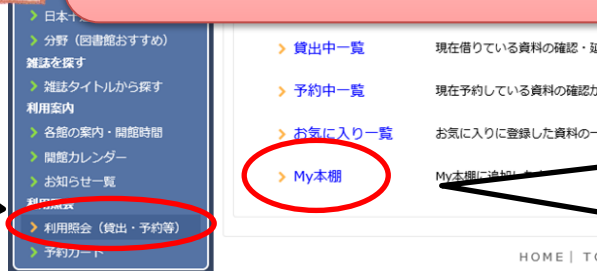 日本十
分野（図書館おすすめ）
雑誌を探す
雑誌タイトルから探す
利用案内
各館の案内・開館時間
開館カレンダー
お知らせ一覧
利用照会
利用照会（貸出・予約等）
予約カート
貸出中一覧 現在借りている資料の確認・延
予約中一覧 現在予約している資料の確認が
お気に入り一覧 お気に入りに登録した資料の一
My本棚 My本棚に追加した
HOME| TO